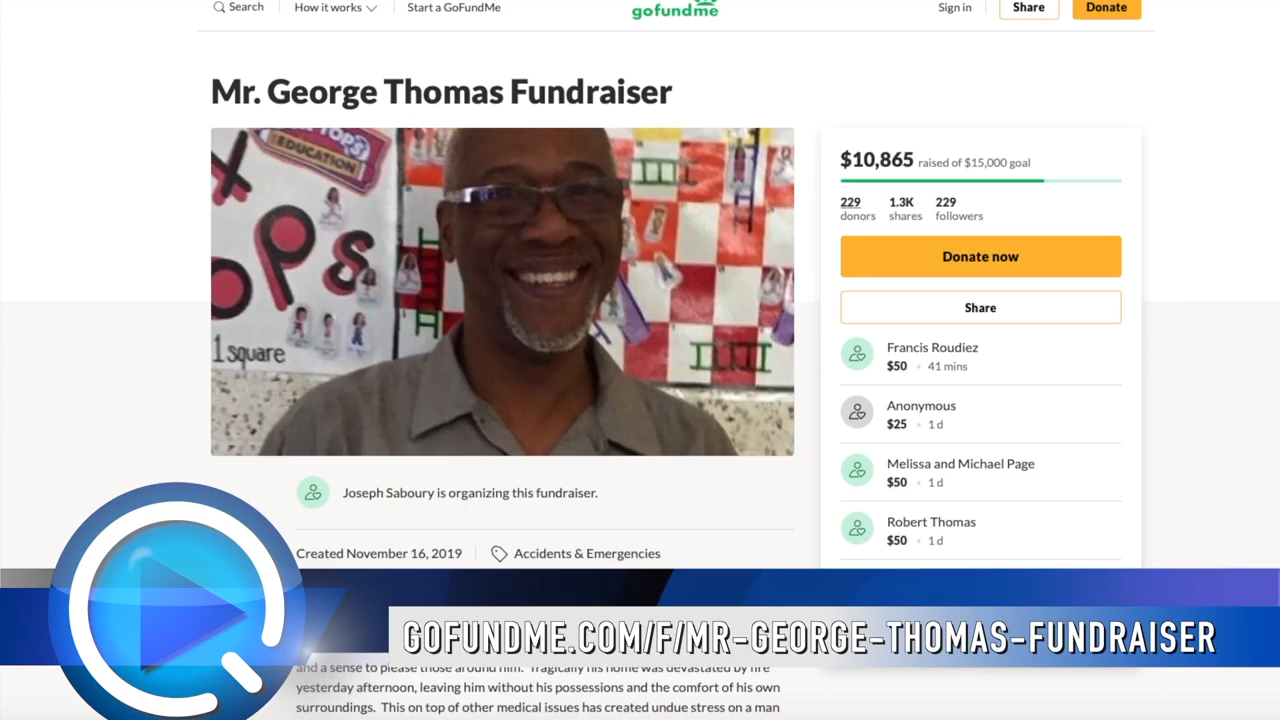 Search
How it works
Start a GoFundMe
gofundme
Sign in
Share
Donate
Mr. George Thomas Fundraiser
EDUCATION
ops
1 square
$10,865 raised of $15,000 goal
229 donors
1.3K shares
229 followers
Donate now
Share
Francis Roudiez
$50 • 41 mins
Anonymous
$25 • 1 d
Melissa and Michael Page
$50 • 1 d
Robert Thomas
$50 • 1 d
Joseph Saboury is organizing this fundraiser.
Created November 16, 2019
Accidents & Emergencies
GOFUNDME.COM/F/MR-GEORGE-THOMAS-FUNDRAISER
and a sense to please those around him. Tragically his home was devastated by fire
yesterday afternoon, leaving him without his possessions and the comfort of his own
surroundings. This on top of other medical issues has created undue stress on a man